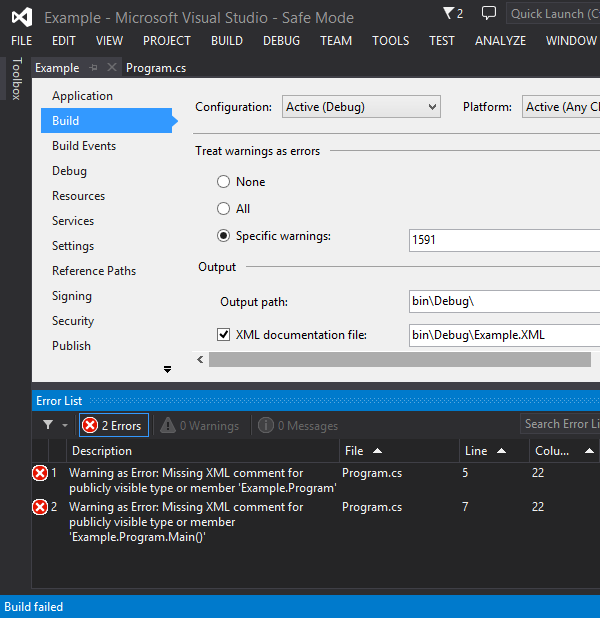 Example - Microsoft Visual Studio - Safe Mode
2
Quick Launch (Ct
FILE EDIT VIEW PROJECT BUILD DEBUG TEAM TOOLS TEST ANALYZE WINDOW
Toolbox
Example Program.cs
Application
Build
Build Events
Debug
Resources
Services
Settings
Reference Paths
Signing
Security
Publish
Configuration: Active (Debug) Platform: Active (Any CI
Treat warnings as errors
None
All
Specific warnings: 1591
Output
Output path: bin\Debug\
XML documentation file: bin\Debug\Example.XML
Error List
2 Errors 0 Warnings 0 Messages Search Error Li
Description File Line Colu...
1 Warning as Error: Missing XML comment for Program.cs 5 22
publicly visible type or member 'Example.Program'
2 Warning as Error: Missing XML comment for Program.cs 7 22
publicly visible type or member
'Example.Program.Main()'
Build failed